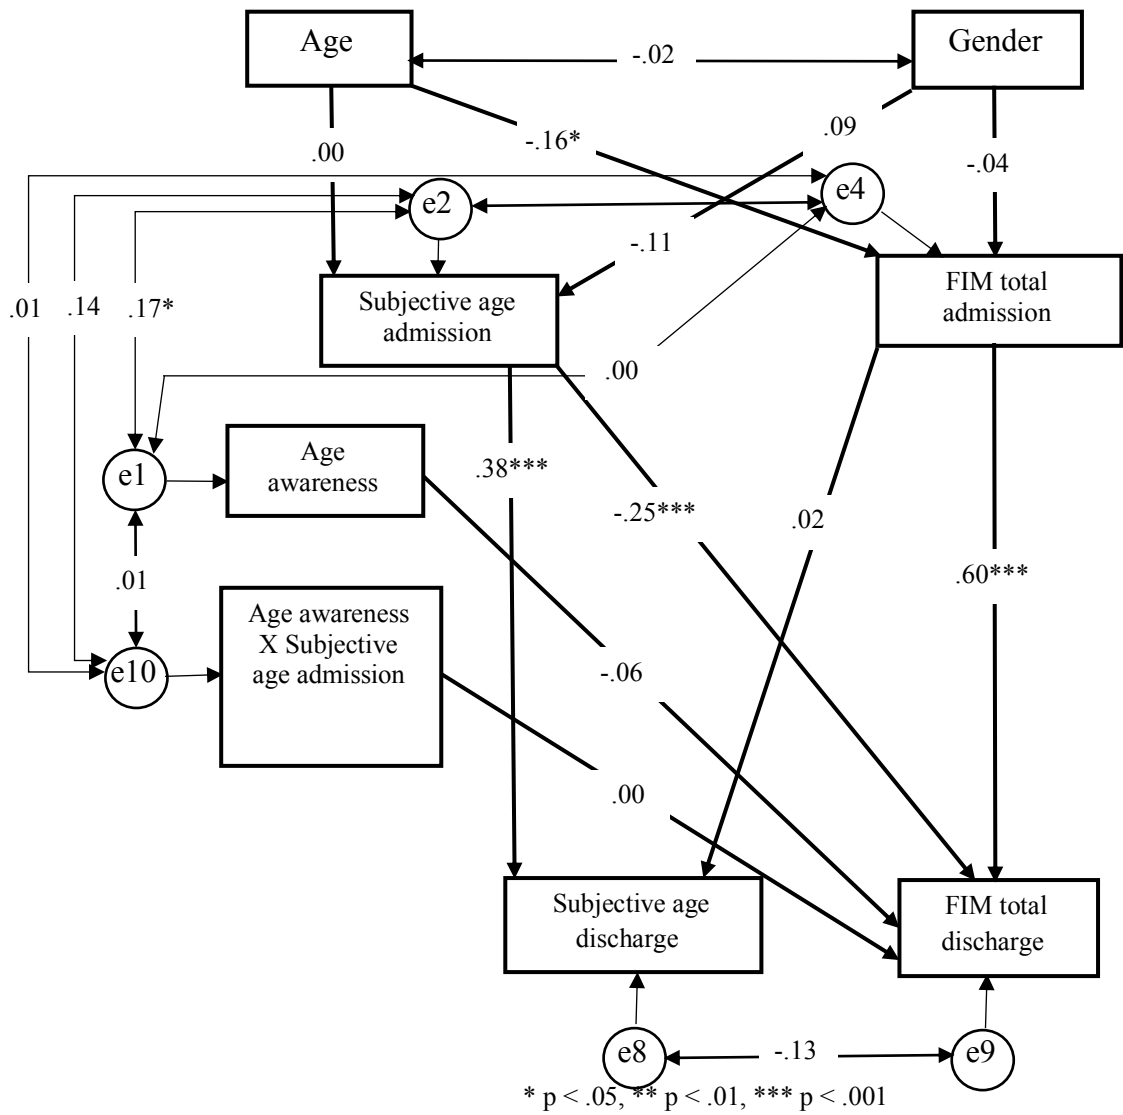 Age
Gender
-.02
.09
-.16*
.00
-.04
e2
e4
-.11
Subjective age
admission
FIM total
admission
.01
.14
.17*
.00
Age
awareness
e1
.38***
-.25***
.02
.60***
.01
Age awareness
X Subjective
age admission
e10
-.06
.00
Subjective age
discharge
FIM total
discharge
e8
-.13
e9
* p < .05, ** p < .01, *** p < .001